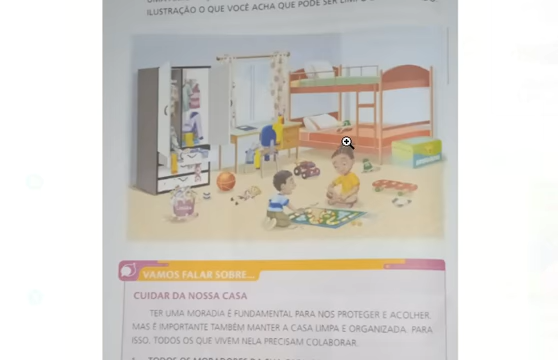 ILUSTRAÇÃO O QUE VOCÊ ACHA QUE PODE SER
VAMOS FALAR SOBRE...
CUIDAR DA NOSSA CASA
TER UMA MORADIA É FUNDAMENTAL PARA NOS PROTEGER E ACOLHER.
MAS É IMPORTANTE TAMBÉM MANTER A CASA LIMPA E ORGANIZADA. PARA
ISSO, TODOS OS QUE VIVEM NELA PRECISAM COLABORAR.